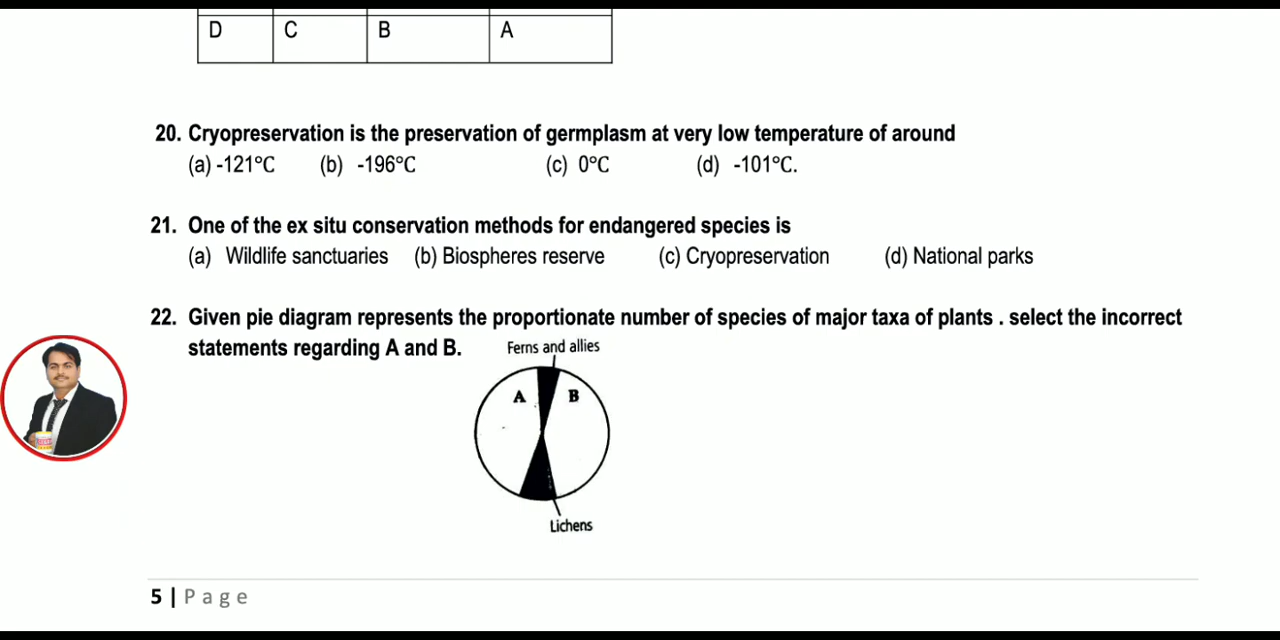 D C B A
20. Cryopreservation is the preservation of germplasm at very low temperature of around
(a) -121°C (b) -196°C (c) 0°C (d) -101°C.
21. One of the ex situ conservation methods for endangered species is
(a) Wildlife sanctuaries (b) Biospheres reserve (c) Cryopreservation (d) National parks
22. Given pie diagram represents the proportionate number of species of major taxa of plants . select the incorrect
statements regarding A and B.
Ferns and allies
A B
Lichens
5 | Page